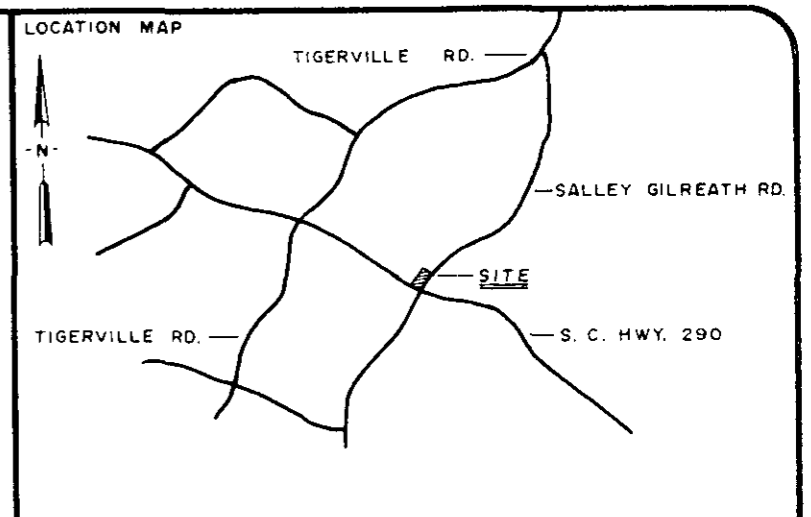 LOCATION MAP
TIGERVILLE RD.
-N-
SALLEY GILREATH RD.
SITE
TIGERVILLE RD.
S. C. HWY. 290